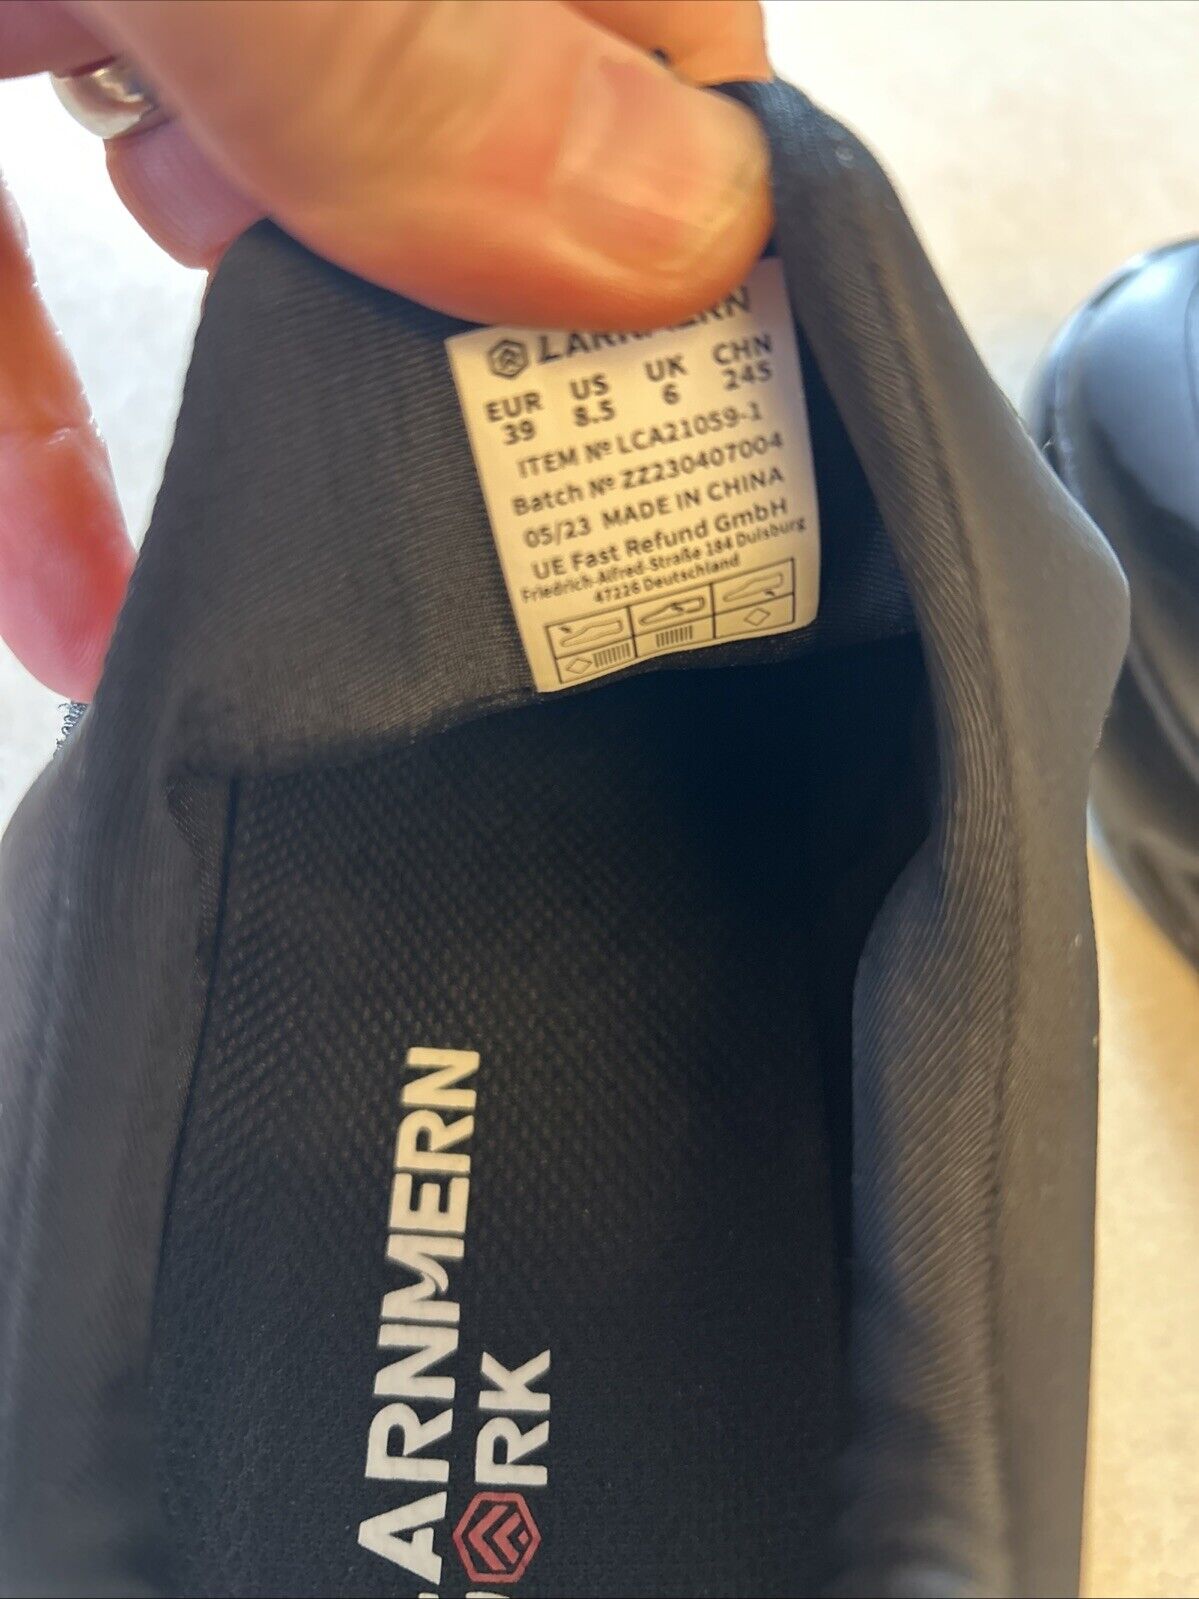 LARNMERN
EUR US UK CHN
39 8.5 6 245
ITEM № LCA21059-1
Batch № ZZ230407004
05/23 MADE IN CHINA
UE Fast Refund GmbH
Friedrich-Alfred-Straße 184 Duisburg
47226 Deutschland
LARNMERN
ORK